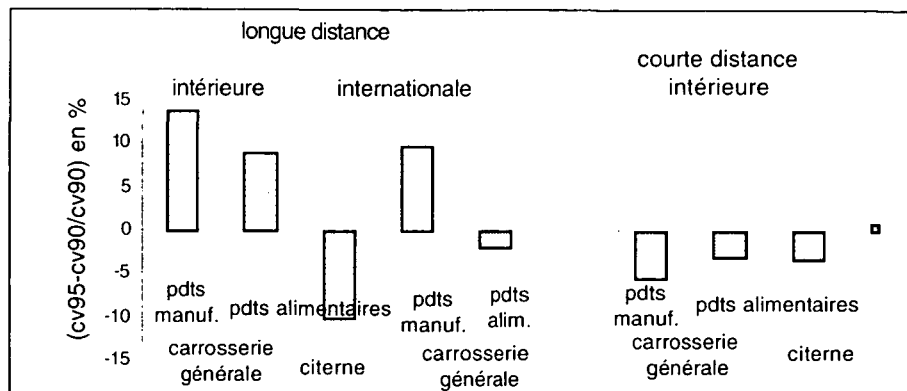 longue distance
courte distance
intérieure
internationale
intérieure
(cv95-cv90/cv90) en %
15
10
5
0
-5
-10
-15
pdts
manuf.
pdts alimentaires
pdts
manuf.
pdts
alim.
pdts
manuf.
pdts alimentaires
carrosserie
générale
citerne
carrosserie
générale
carrosserie
générale
citerne